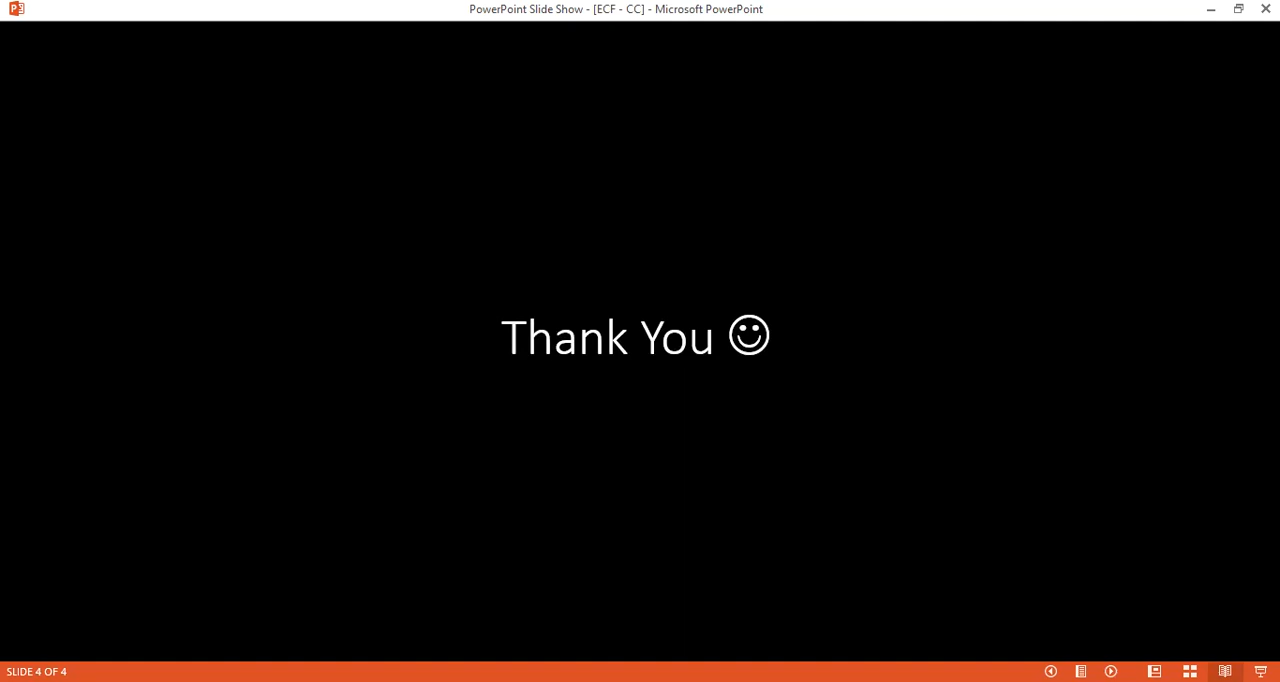 PowerPoint Slide Show - [ECF - CC] - Microsoft PowerPoint
Thank You ☺
SLIDE 4 OF 4